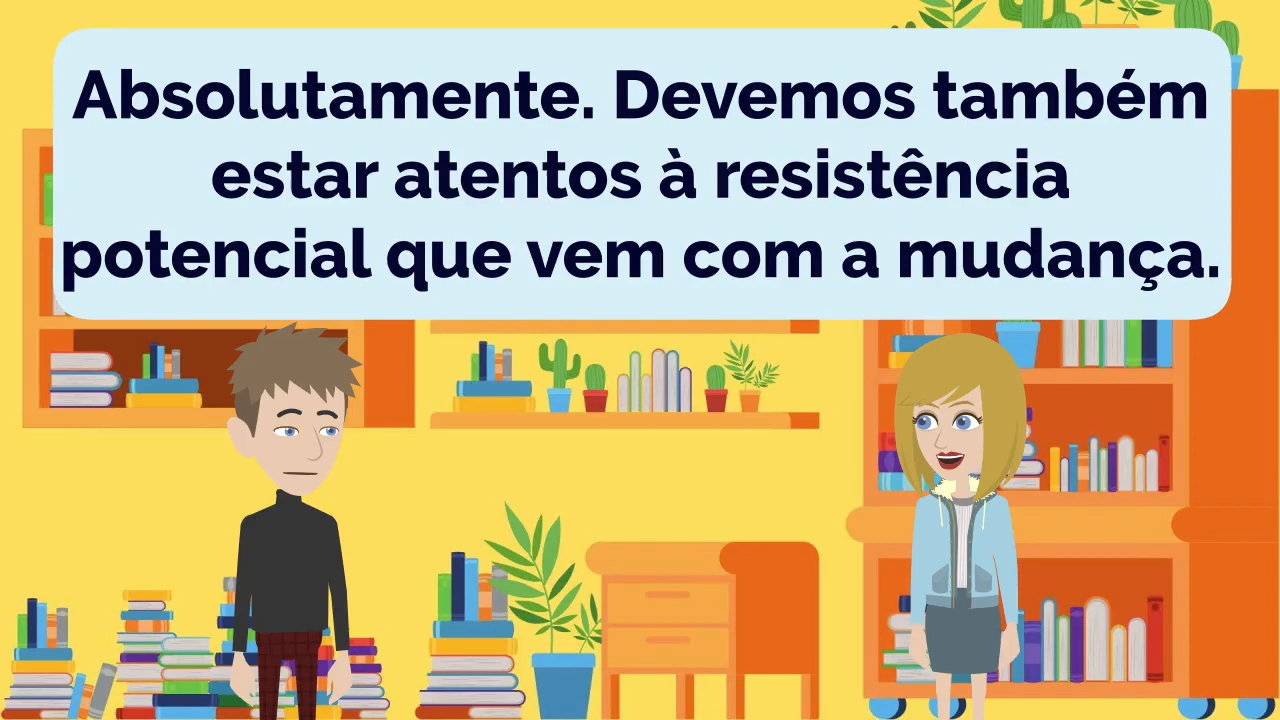 Absolutamente. Devemos também
estar atentos à resistência
potencial que vem com a mudança.